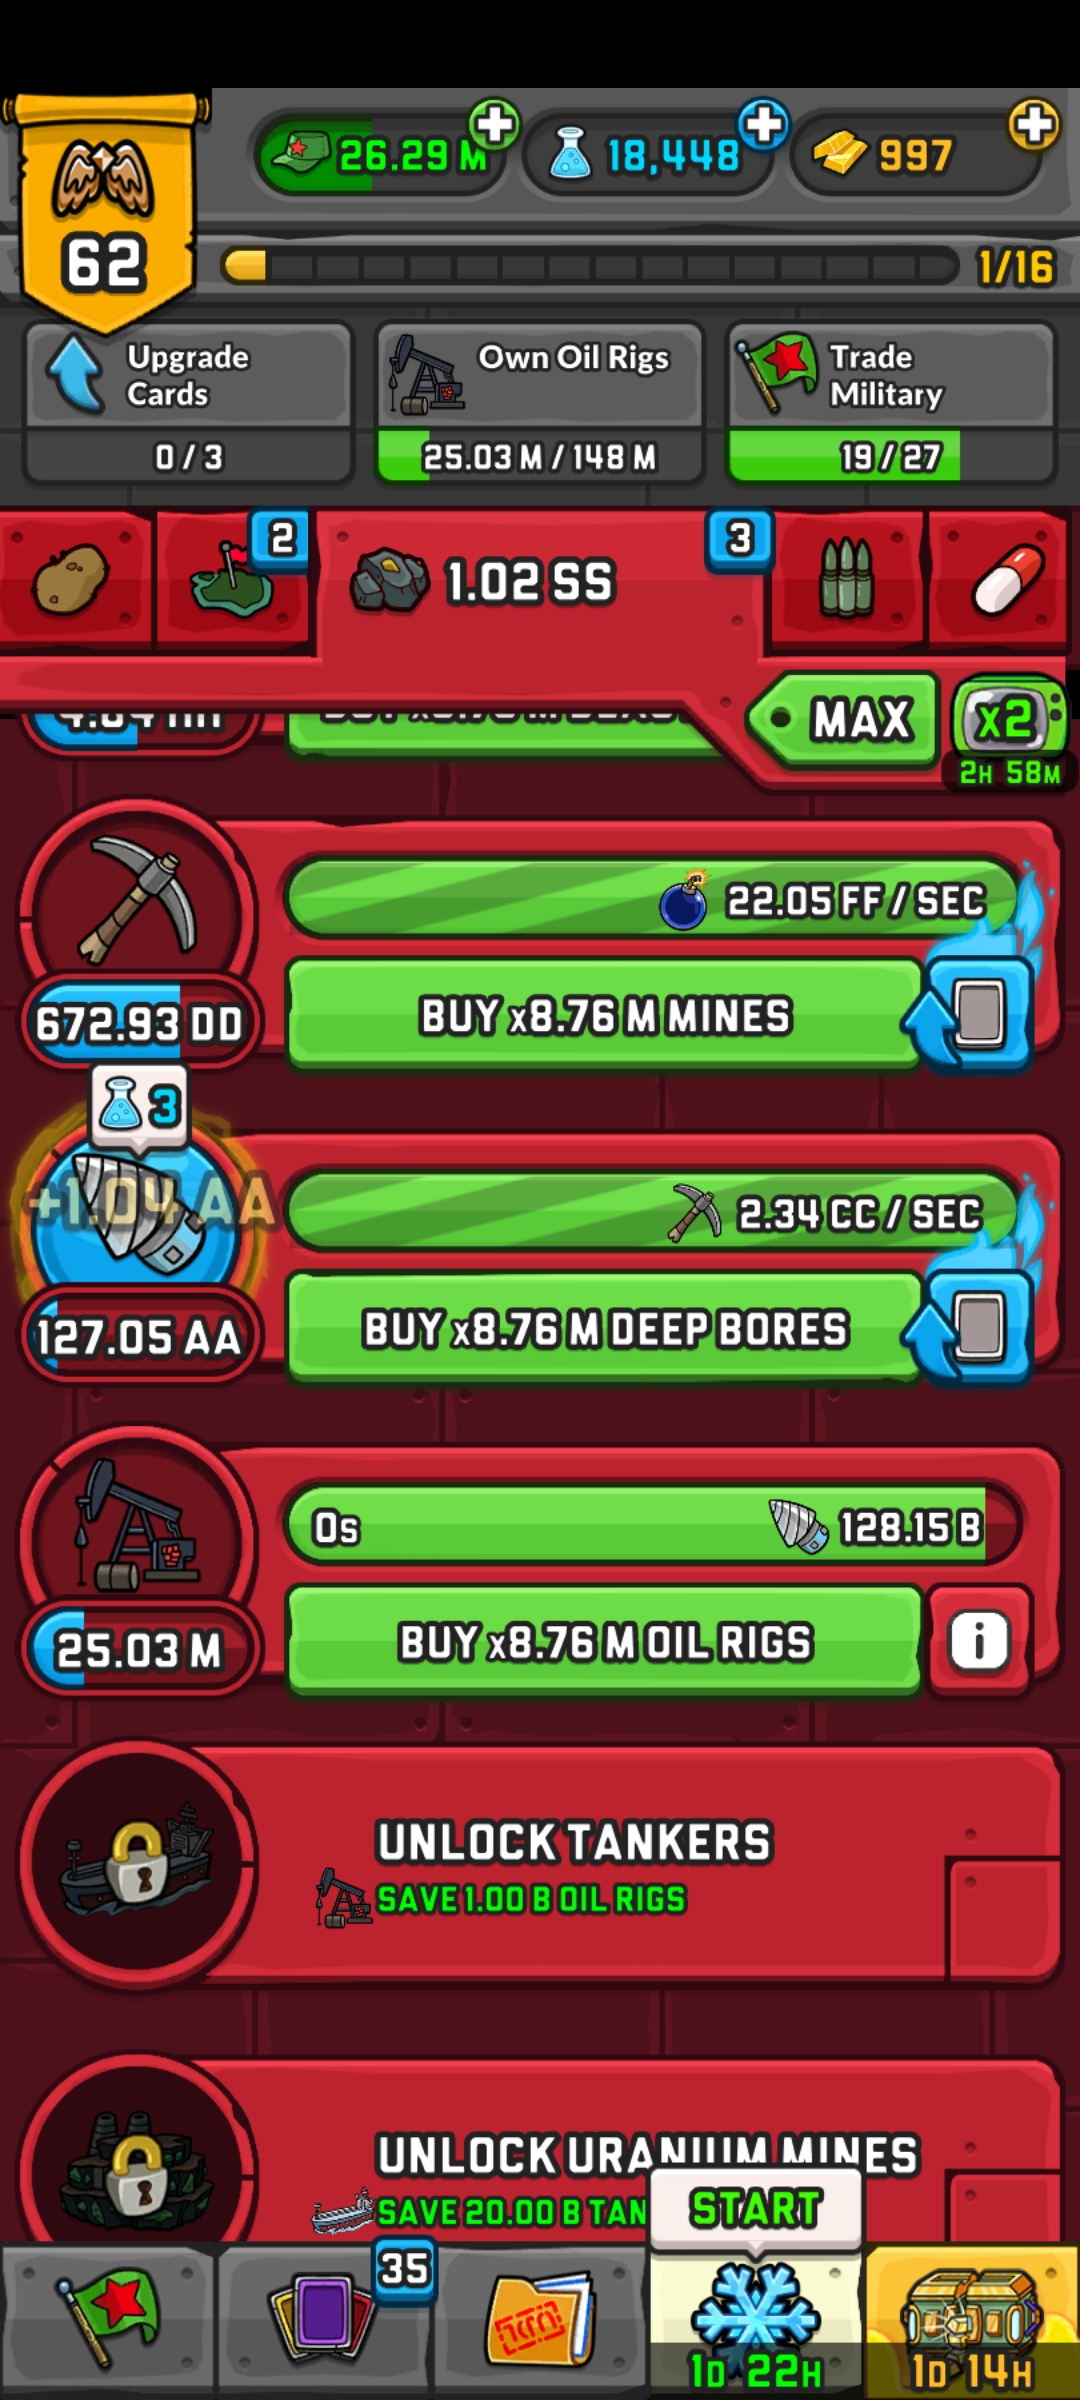 26.29 M
18,448
997
62
1/16
Upgrade
Cards
0 / 3
Own Oil Rigs
25.03 M / 148 M
Trade
Military
19 / 27
2
1.02 SS
3
MAX
x2
2H 58M
22.05 FF / SEC
672.93 DD
BUY x8.76 M MINES
3
+1.04 AA
2.34 CC / SEC
127.05 AA
BUY x8.76 M DEEP BORES
0s
128.15 B
25.03 M
BUY x8.76 M OIL RIGS
i
UNLOCK TANKERS
SAVE 1.00 B OIL RIGS
UNLOCK URANIUM MINES
SAVE 20.00 B TAN
START
35
1D 22H
1D 14H